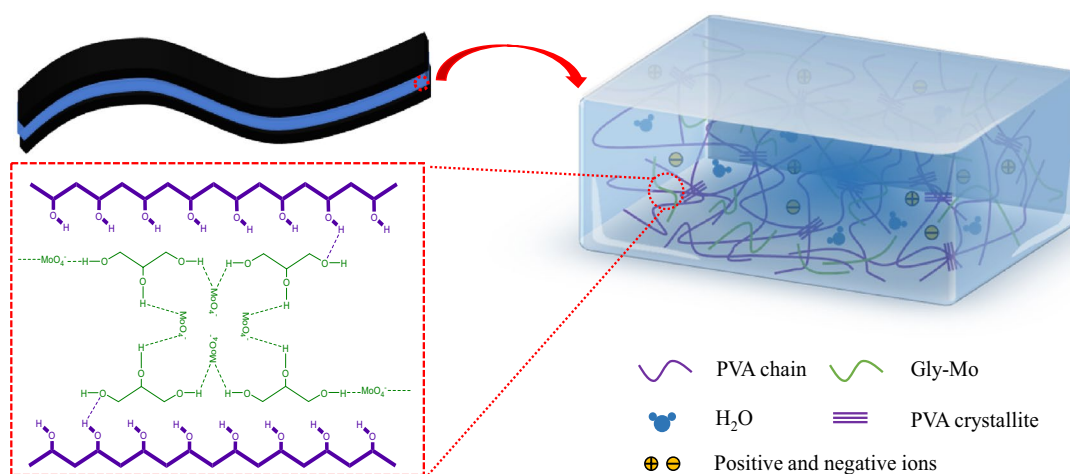 O O O O O O O O
H H H H H H H H
MoO₄⁻ H O O H H O O H
O O
H H
MoO₄⁻
MoO₄⁻ MoO₄⁻
MoO₄⁻
H H
O O
H O O H H O O H MoO₄⁻
H H H H H H H H
O O O O O O O O
+ +
− +
− +
−
PVA chain
Gly-Mo
H₂O
PVA crystallite
+ − Positive and negative ions